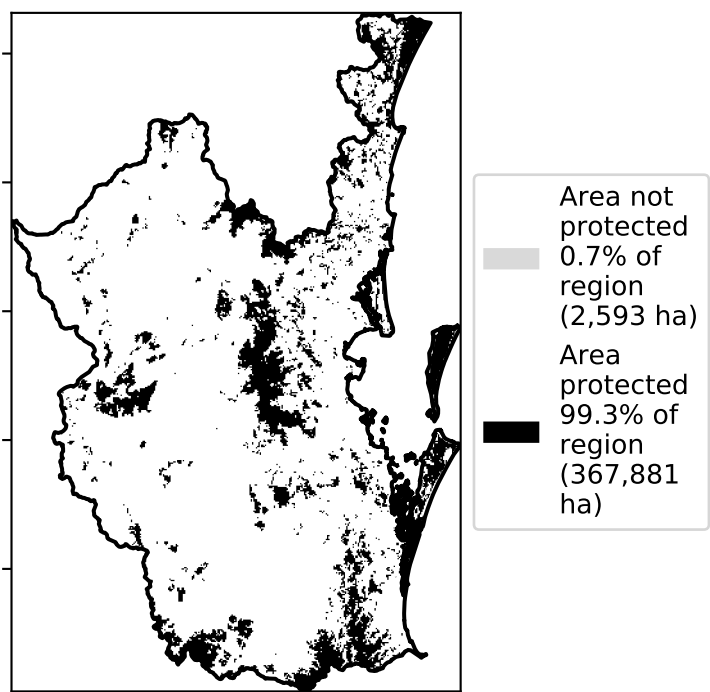 Area not
protected
0.7% of
region
(2,593 ha)
Area
protected
99.3% of
region
(367,881
ha)